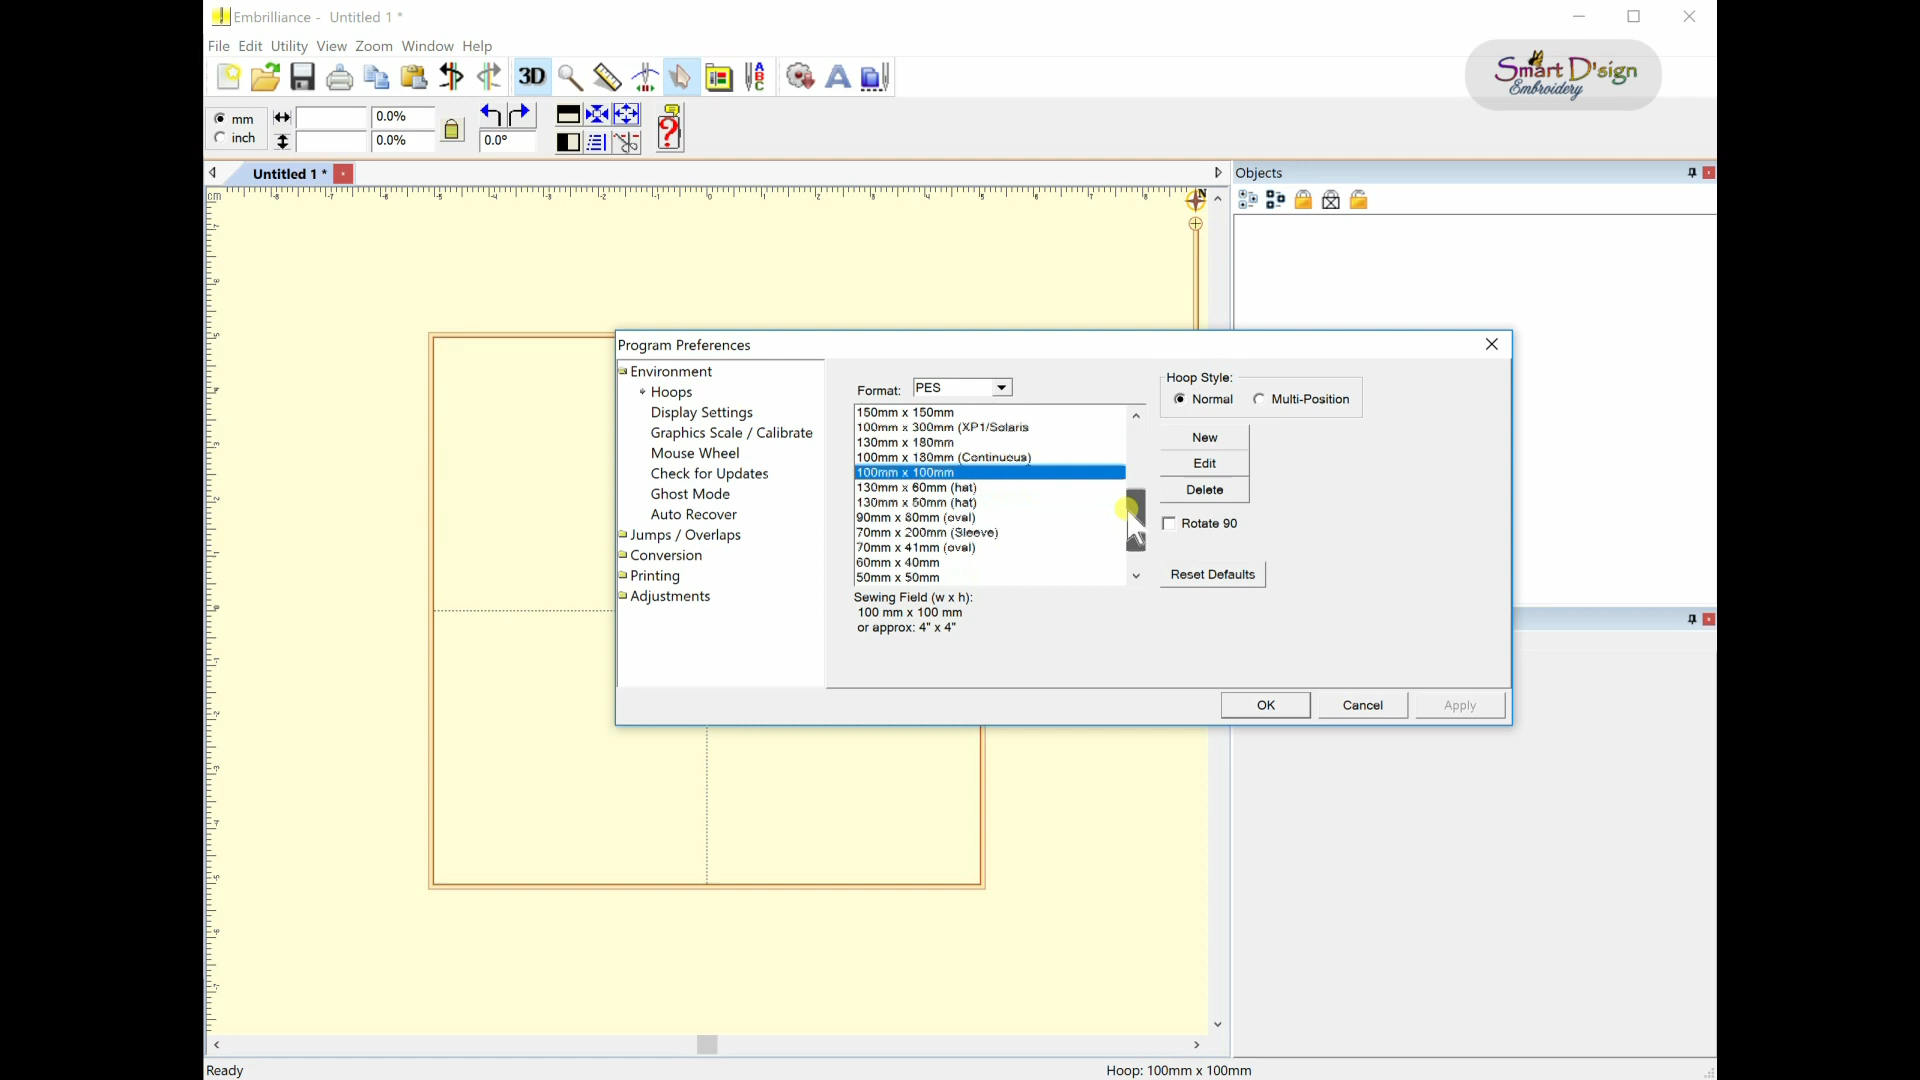 Embrilliance - Untitled 1 *
File Edit Utility View Zoom Window Help
3D
ABC
Smart D'sign
Embroidery
mm
inch
0.0%
0.0%
0.0°
Untitled 1 *
Objects
cm
N
Program Preferences
Environment
Hoops
Display Settings
Graphics Scale / Calibrate
Mouse Wheel
Check for Updates
Ghost Mode
Auto Recover
Jumps / Overlaps
Conversion
Printing
Adjustments
Format: PES
150mm x 150mm
100mm x 300mm (XP1/Solaris
130mm x 180mm
100mm x 180mm (Continuous)
100mm x 100mm
130mm x 60mm (hat)
130mm x 50mm (hat)
90mm x 80mm (oval)
70mm x 200mm (Sleeve)
70mm x 41mm (oval)
60mm x 40mm
50mm x 50mm
Sewing Field (w x h):
100 mm x 100 mm
or approx: 4" x 4"
Hoop Style:
Normal Multi-Position
New
Edit
Delete
Rotate 90
Reset Defaults
OK Cancel Apply
Ready
Hoop: 100mm x 100mm